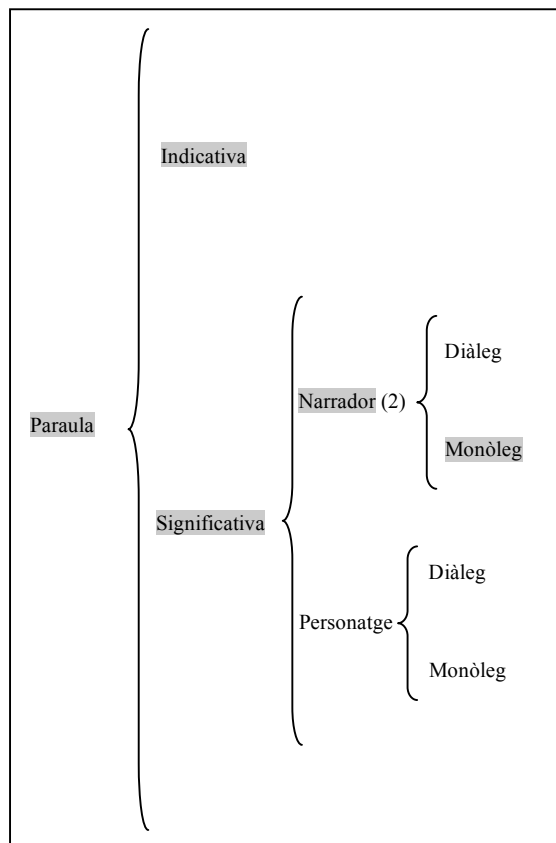 Indicativa
Diàleg
Narrador (2)
Paraula
Monòleg
Significativa
Diàleg
Personatge
Monòleg